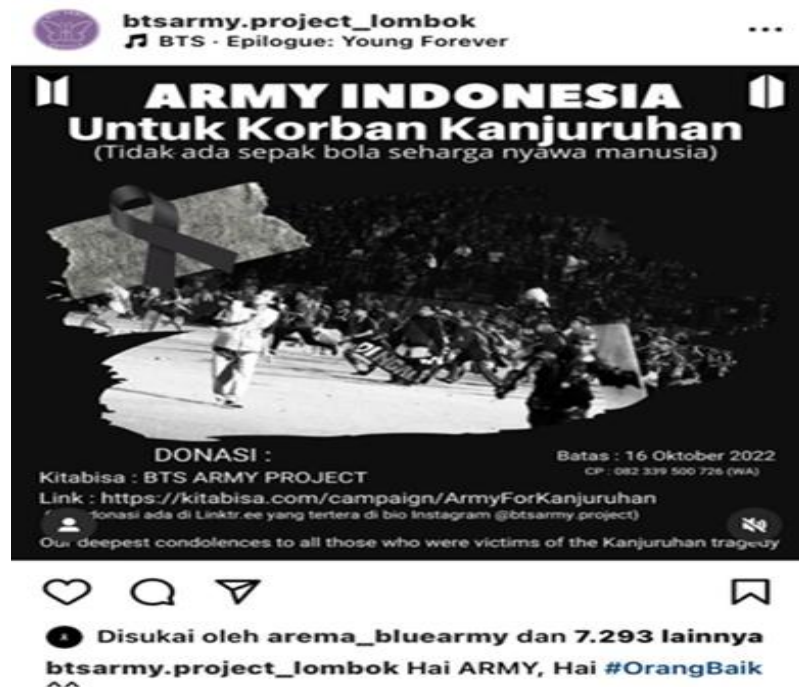 btsarmy.project_lombok
BTS · Epilogue: Young Forever
ARMY INDONESIA
Untuk Korban Kanjuruhan
(Tidak ada sepak bola seharga nyawa manusia)
DONASI :
Batas : 16 Oktober 2022
CP : 082 339 500 726 (WA)
Kitabisa : BTS ARMY PROJECT
Link : https://kitabisa.com/campaign/ArmyForKanjuruhan
donasi ada di Linktr.ee yang tertera di bio Instagram @btsarmy.project)
Our deepest condolences to all those who were victims of the Kanjuruhan tragedy
Disukai oleh arema_bluearmy dan 7.293 lainnya
btsarmy.project_lombok Hai ARMY, Hai #OrangBaik